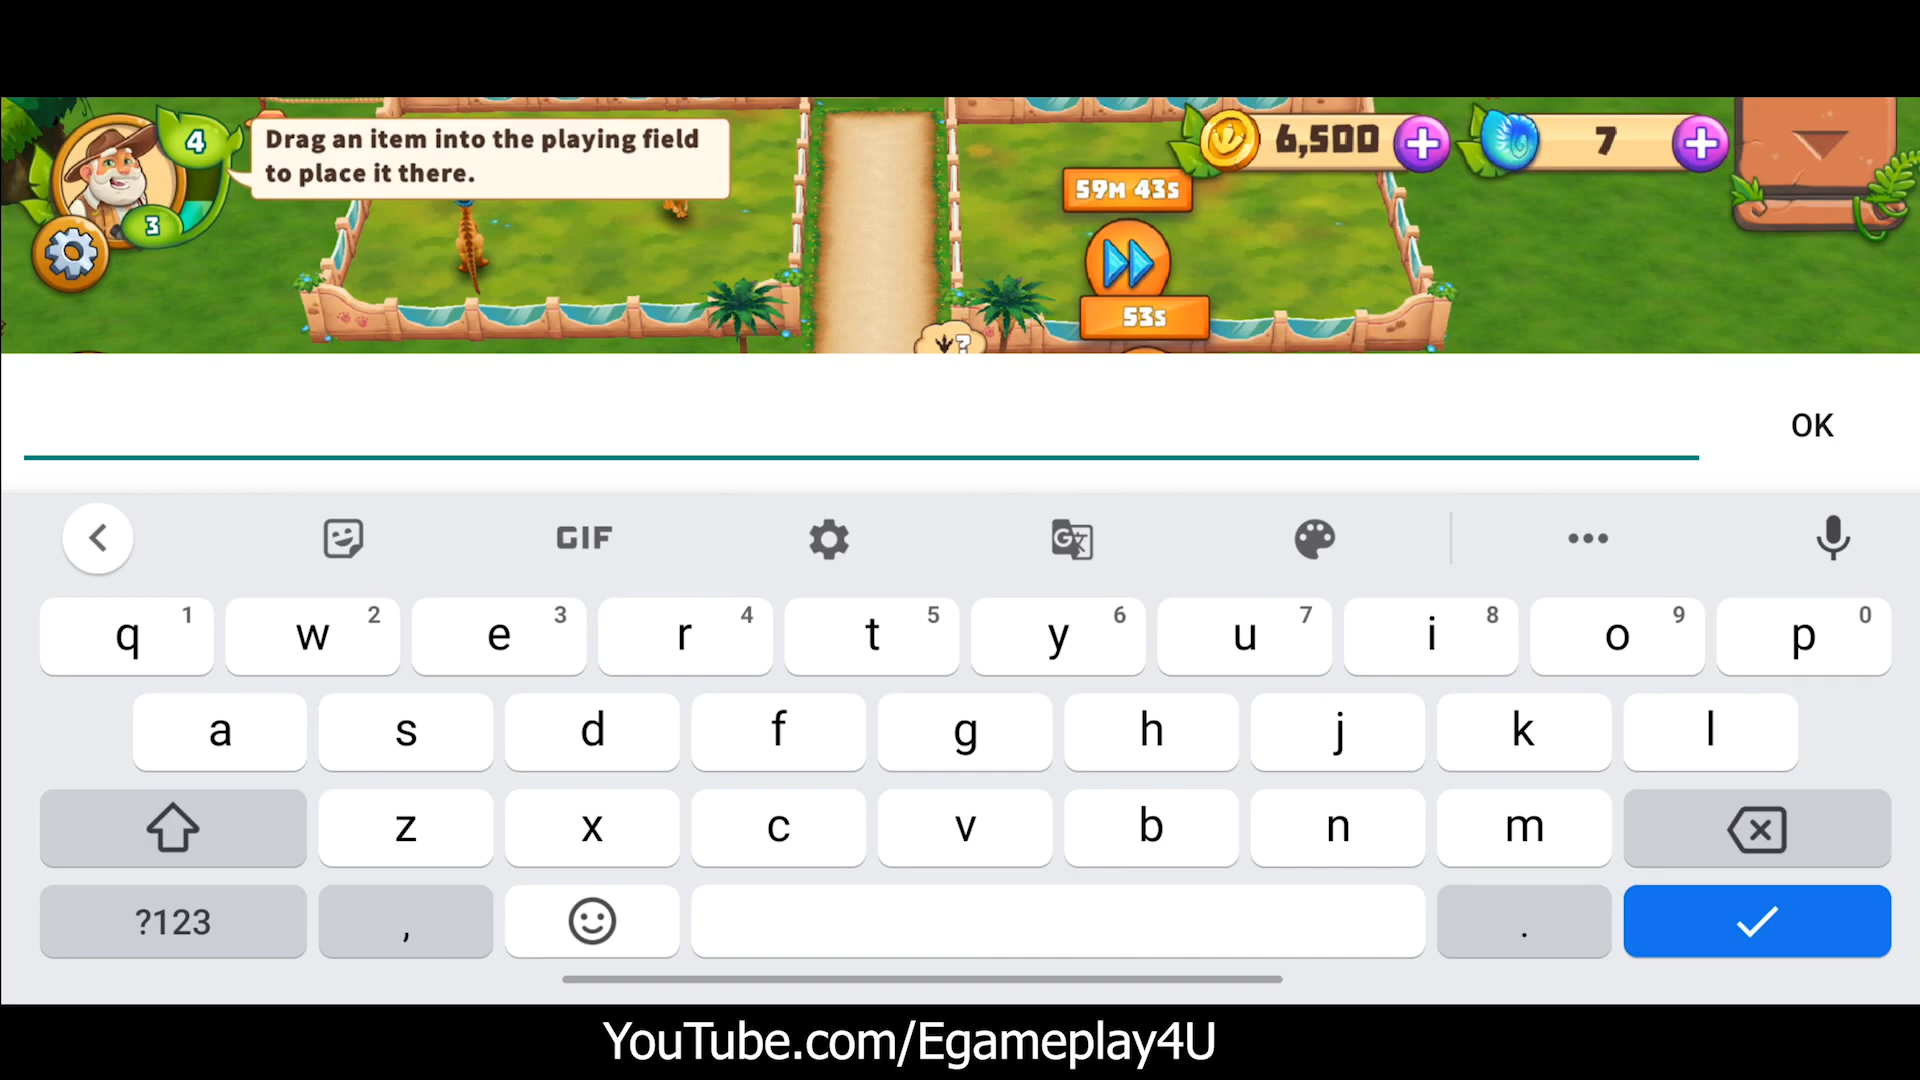 4
Drag an item into the playing field
to place it there.
3
6,500
7
59M 43S
53S
?
OK
GIF
q 1 w 2 e 3 r 4 t 5 y 6 u 7 i 8 o 9 p 0
a s d f g h j k l
z x c v b n m
?123 , .
YouTube.com/Egameplay4U